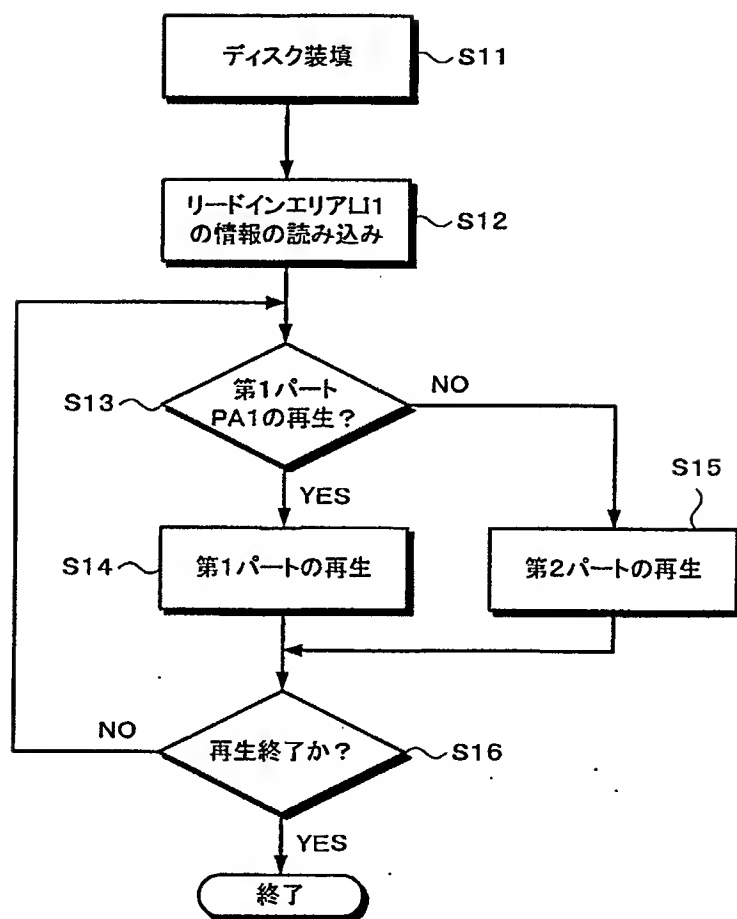 ディスク装填
S11
リードインエリアLI1
の情報の読み込み
S12
第1パート
PA1の再生?
S13
NO
YES
S15
第1パートの再生
S14
第2パートの再生
再生終了か?
S16
NO
YES
終了